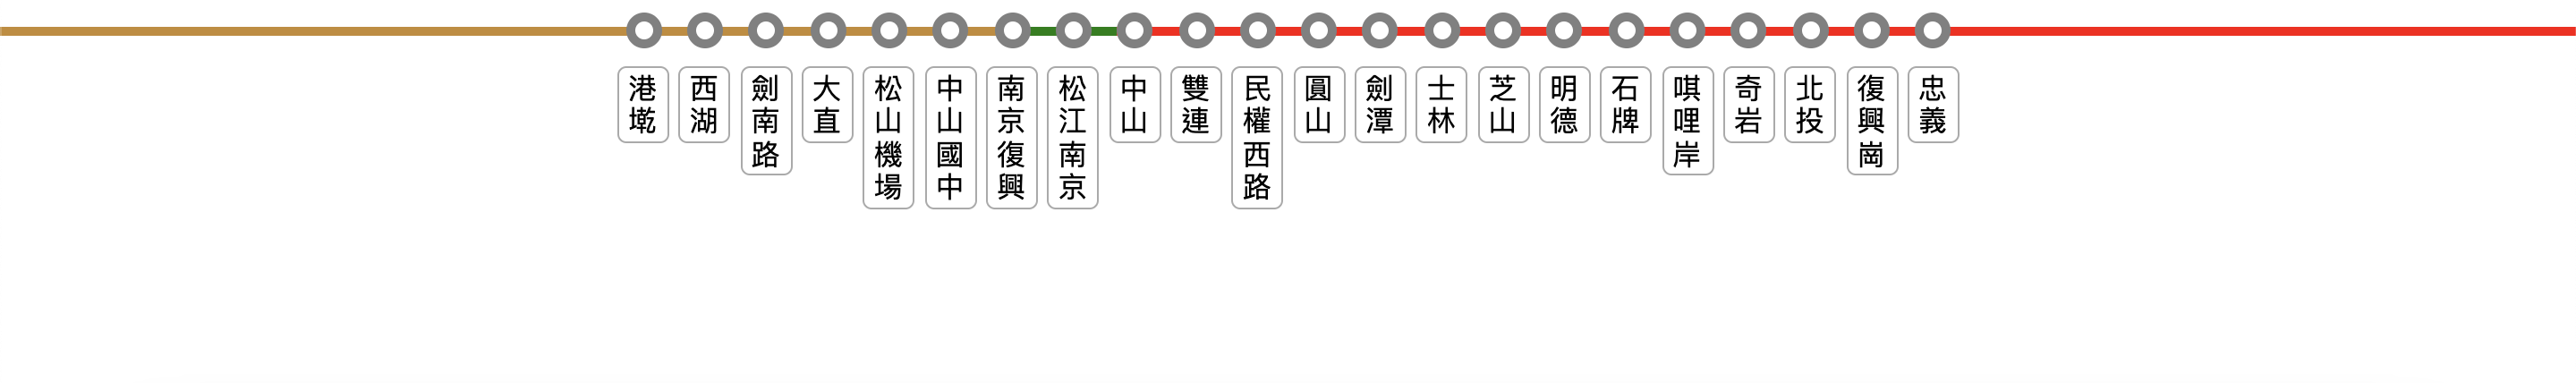 港墘
西湖
劍南路
大直
松山機場
中山國中
南京復興
松江南京
中山
雙連
民權西路
圓山
劍潭
士林
芝山
明德
石牌
唭哩岸
奇岩
北投
復興崗
忠義